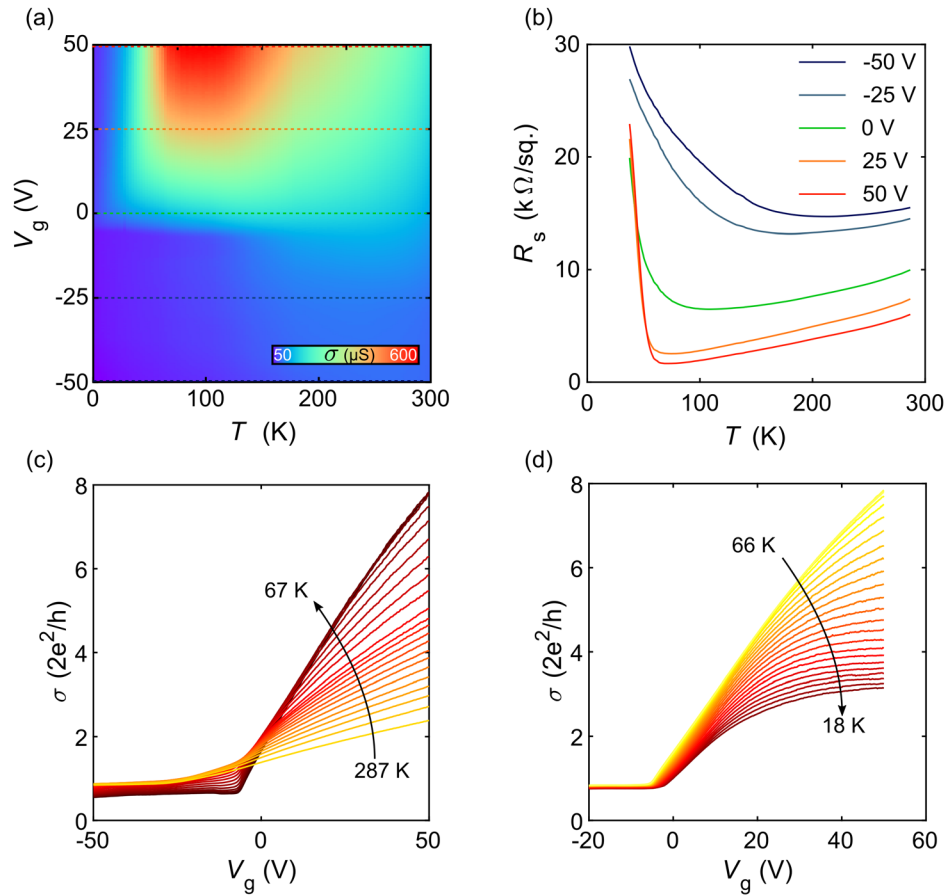 (a)
50
25
0
-25
-50
V_g (V)
50 σ (µS) 600
0 100 200 300
T (K)
(b)
30
20
10
0
R_s (k Ω/sq.)
-50 V
-25 V
0 V
25 V
50 V
0 100 200 300
T (K)
(c)
8
6
4
2
0
σ (2e²/h)
67 K
287 K
-50 0 50
V_g (V)
(d)
8
6
4
2
0
σ (2e²/h)
66 K
18 K
-20 0 20 40 60
V_g (V)